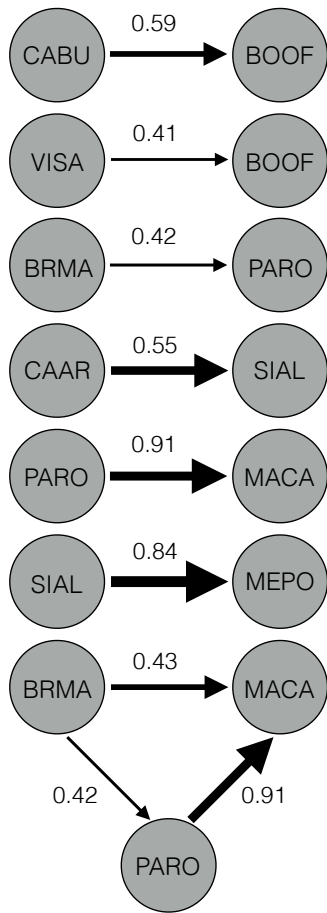 0.59
CABU BOOF
0.41
VISA BOOF
0.42
BRMA PARO
0.55
CAAR SIAL
0.91
PARO MACA
0.84
SIAL MEPO
0.43
BRMA MACA
0.42 0.91
PARO